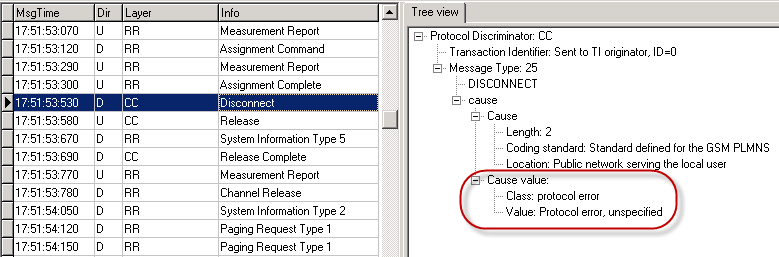 MsgTime Dir Layer Info
17:51:53:070 U RR Measurement Report
17:51:53:120 D RR Assignment Command
17:51:53:290 U RR Measurement Report
17:51:53:300 U RR Assignment Complete
17:51:53:530 D CC Disconnect
17:51:53:580 U CC Release
17:51:53:670 D RR System Information Type 5
17:51:53:690 D CC Release Complete
17:51:53:770 U RR Measurement Report
17:51:53:780 D RR Channel Release
17:51:54:050 D RR System Information Type 2
17:51:54:120 D RR Paging Request Type 1
17:51:54:150 D RR Paging Request Type 1
Tree view
Protocol Discriminator: CC
Transaction Identifier: Sent to TI originator, ID=0
Message Type: 25
DISCONNECT
cause
Cause
Length: 2
Coding standard: Standard defined for the GSM PLMNS
Location: Public network serving the local user
Cause value:
Class: protocol error
Value: Protocol error, unspecified